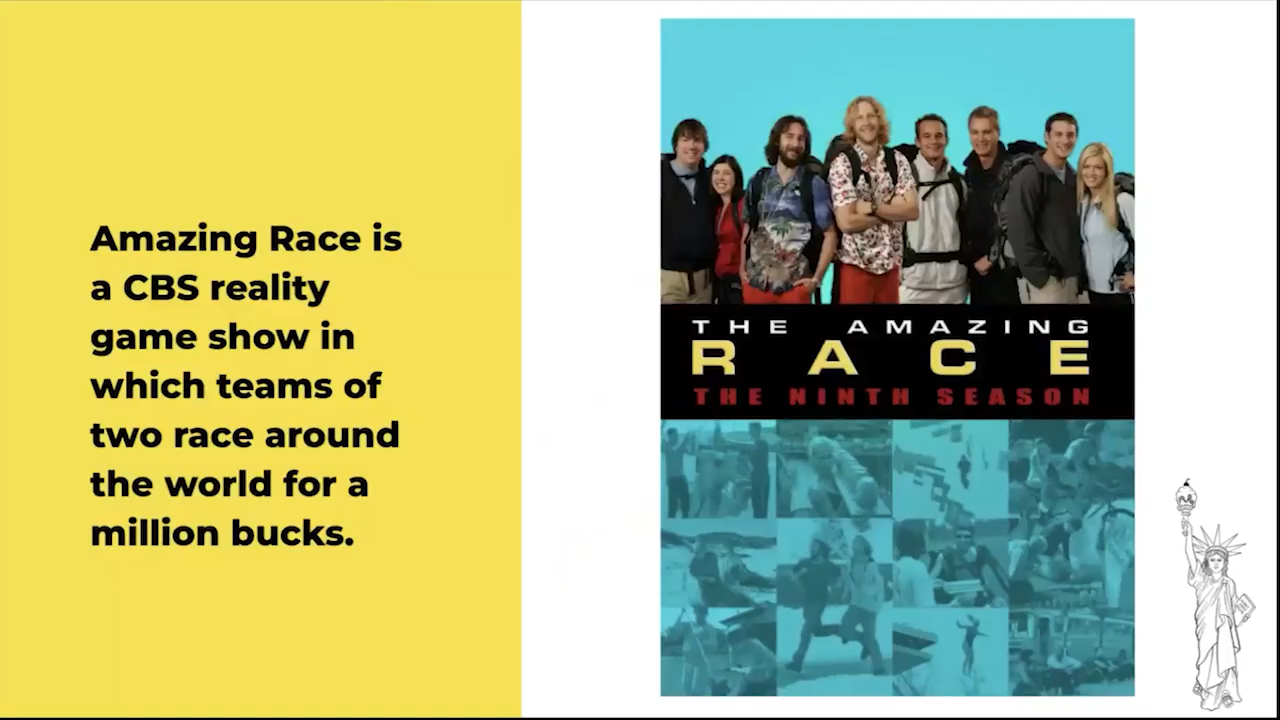 Amazing Race is
a CBS reality
game show in
which teams of
two race around
the world for a
million bucks.
THE AMAZING
RACE
THE NINTH SEASON